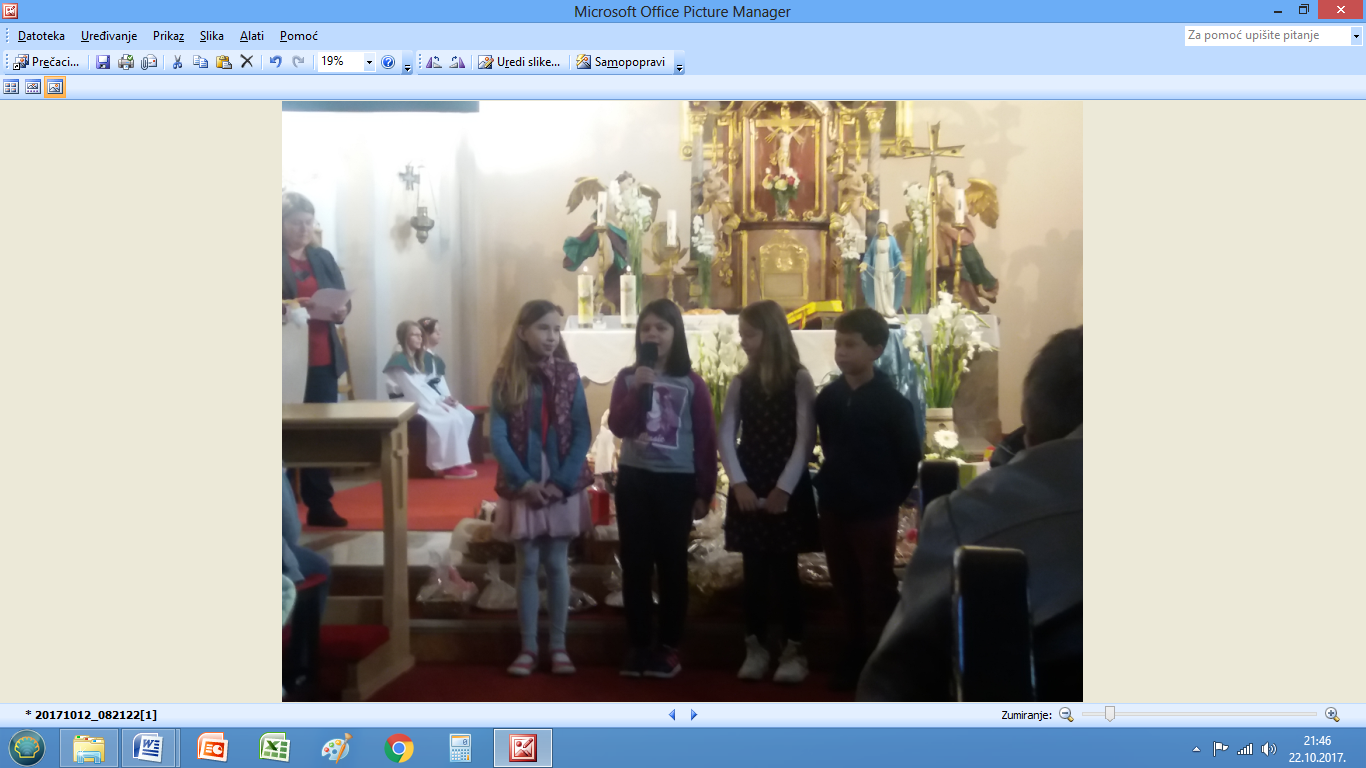 Microsoft Office Picture Manager
Datoteka Uređivanje Prikaz Slika Alati Pomoć
Za pomoć upišite pitanje
Prečaci... 19% Uredi slike... Samopopravi
* 20171012_082122[1]
Zumiranje:
21:46
22.10.2017.